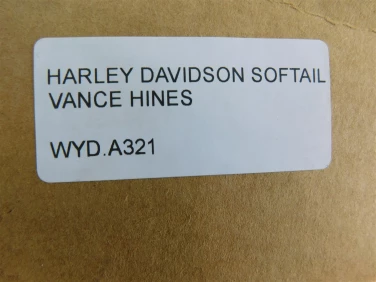 HARLEY DAVIDSON SOFTAIL
VANCE HINES
WYD.A321